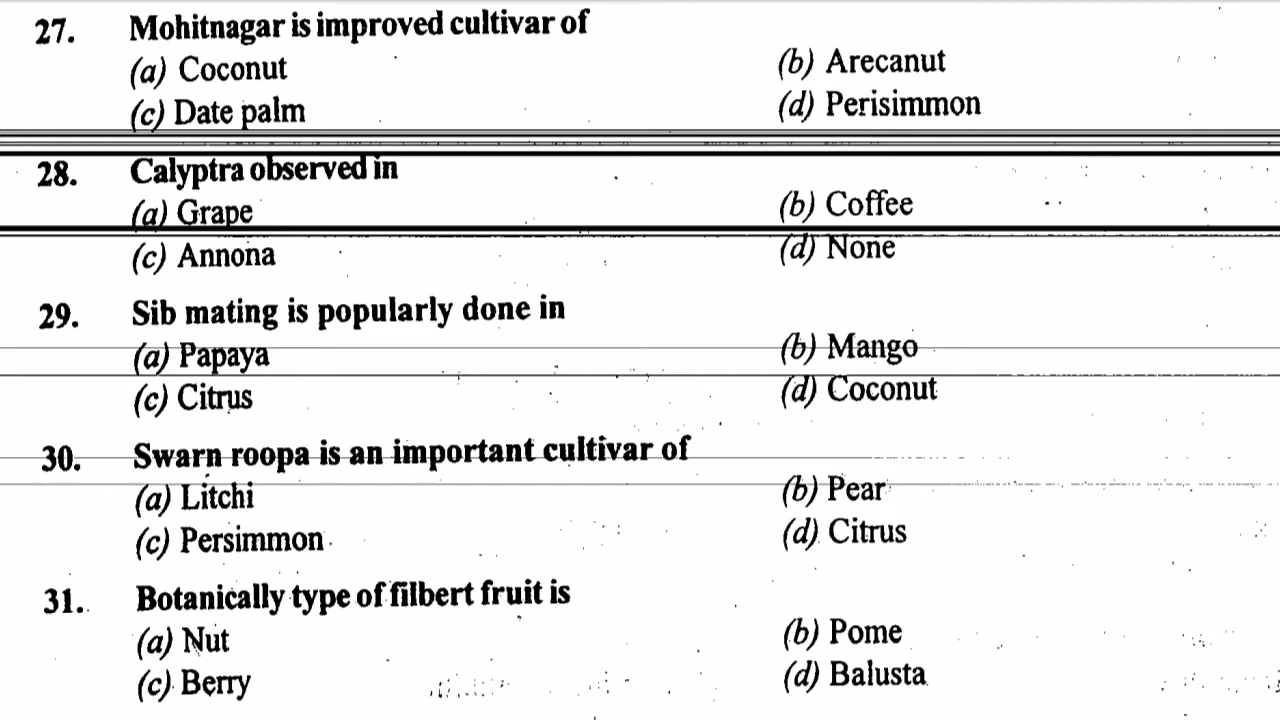 27. Mohitnagar is improved cultivar of
(a) Coconut (b) Arecanut
(c) Date palm (d) Perisimmon
28. Calyptra observed in
(a) Grape (b) Coffee
(c) Annona (d) None
29. Sib mating is popularly done in
(a) Papaya (b) Mango
(c) Citrus (d) Coconut
30. Swarn roopa is an important cultivar of
(a) Litchi (b) Pear
(c) Persimmon (d) Citrus
31. Botanically type of filbert fruit is
(a) Nut (b) Pome
(c) Berry (d) Balusta